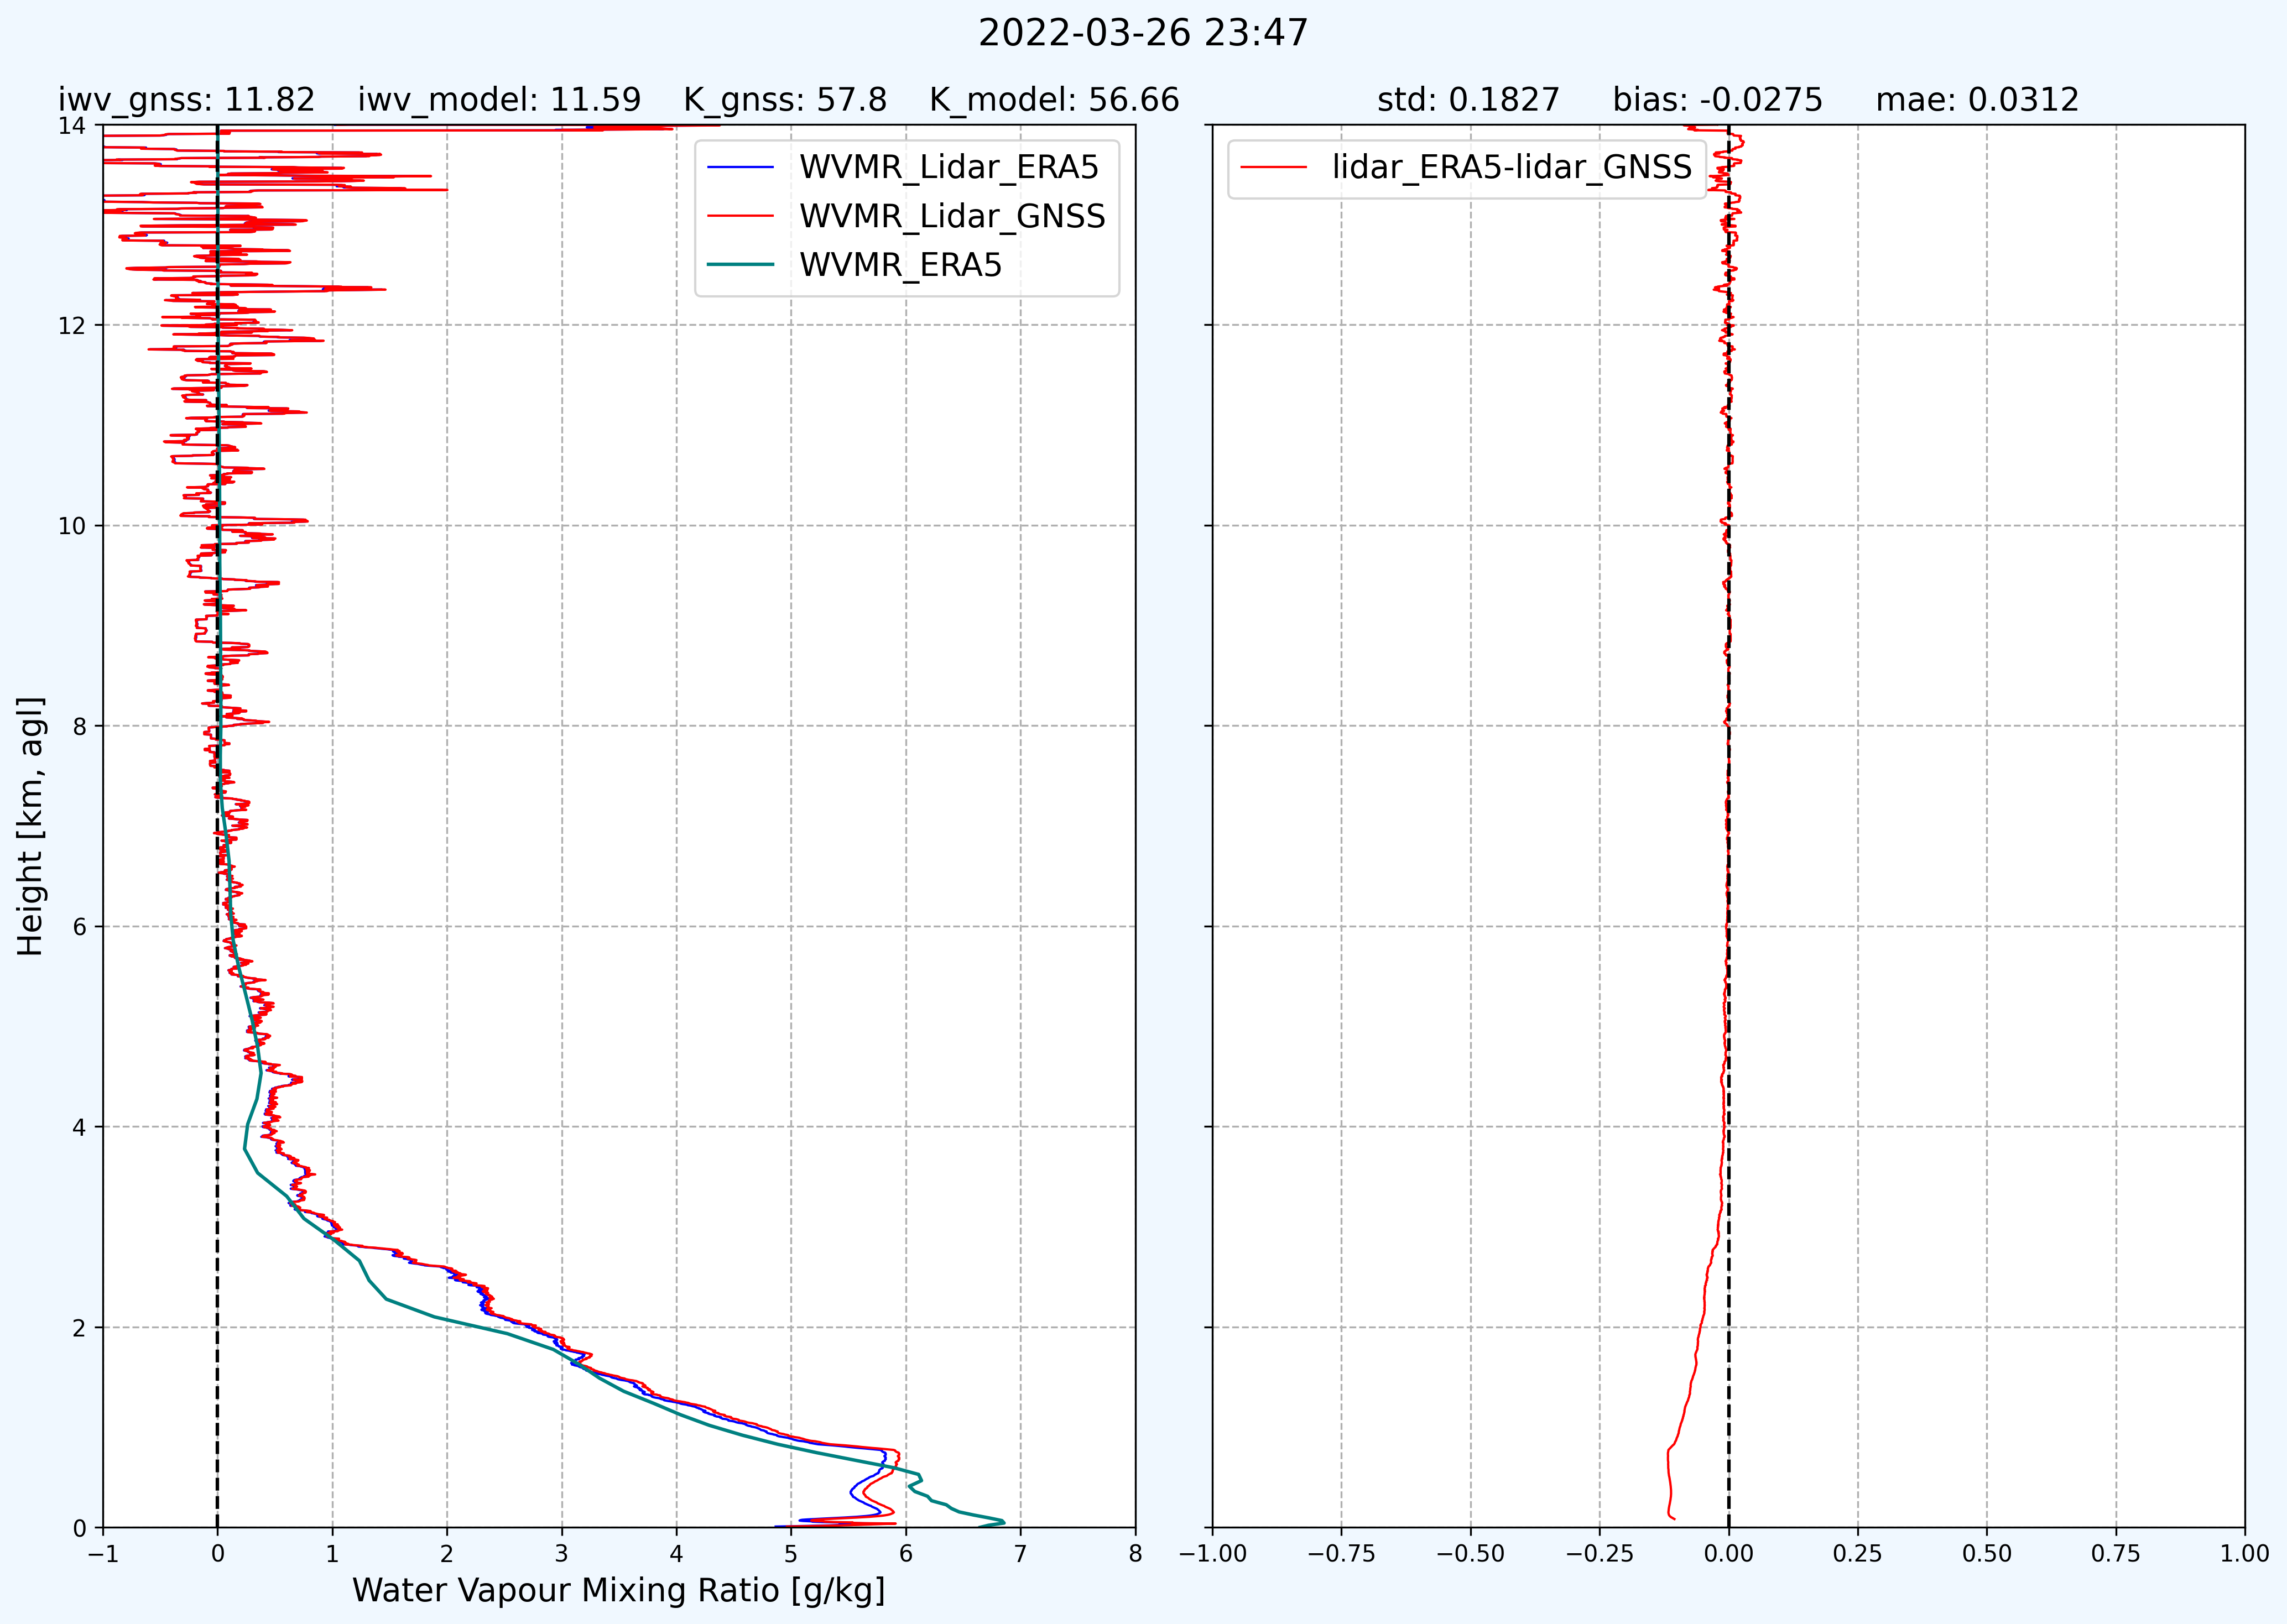 2022-03-26 23:47
iwv_gnss: 11.82 iwv_model: 11.59 K_gnss: 57.8 K_model: 56.66
std: 0.1827 bias: -0.0275 mae: 0.0312
WVMR_Lidar_ERA5
WVMR_Lidar_GNSS
WVMR_ERA5
lidar_ERA5-lidar_GNSS
Height [km, agl]
14
12
10
8
6
4
2
0
−1 0 1 2 3 4 5 6 7 8
Water Vapour Mixing Ratio [g/kg]
−1.00 −0.75 −0.50 −0.25 0.00 0.25 0.50 0.75 1.00